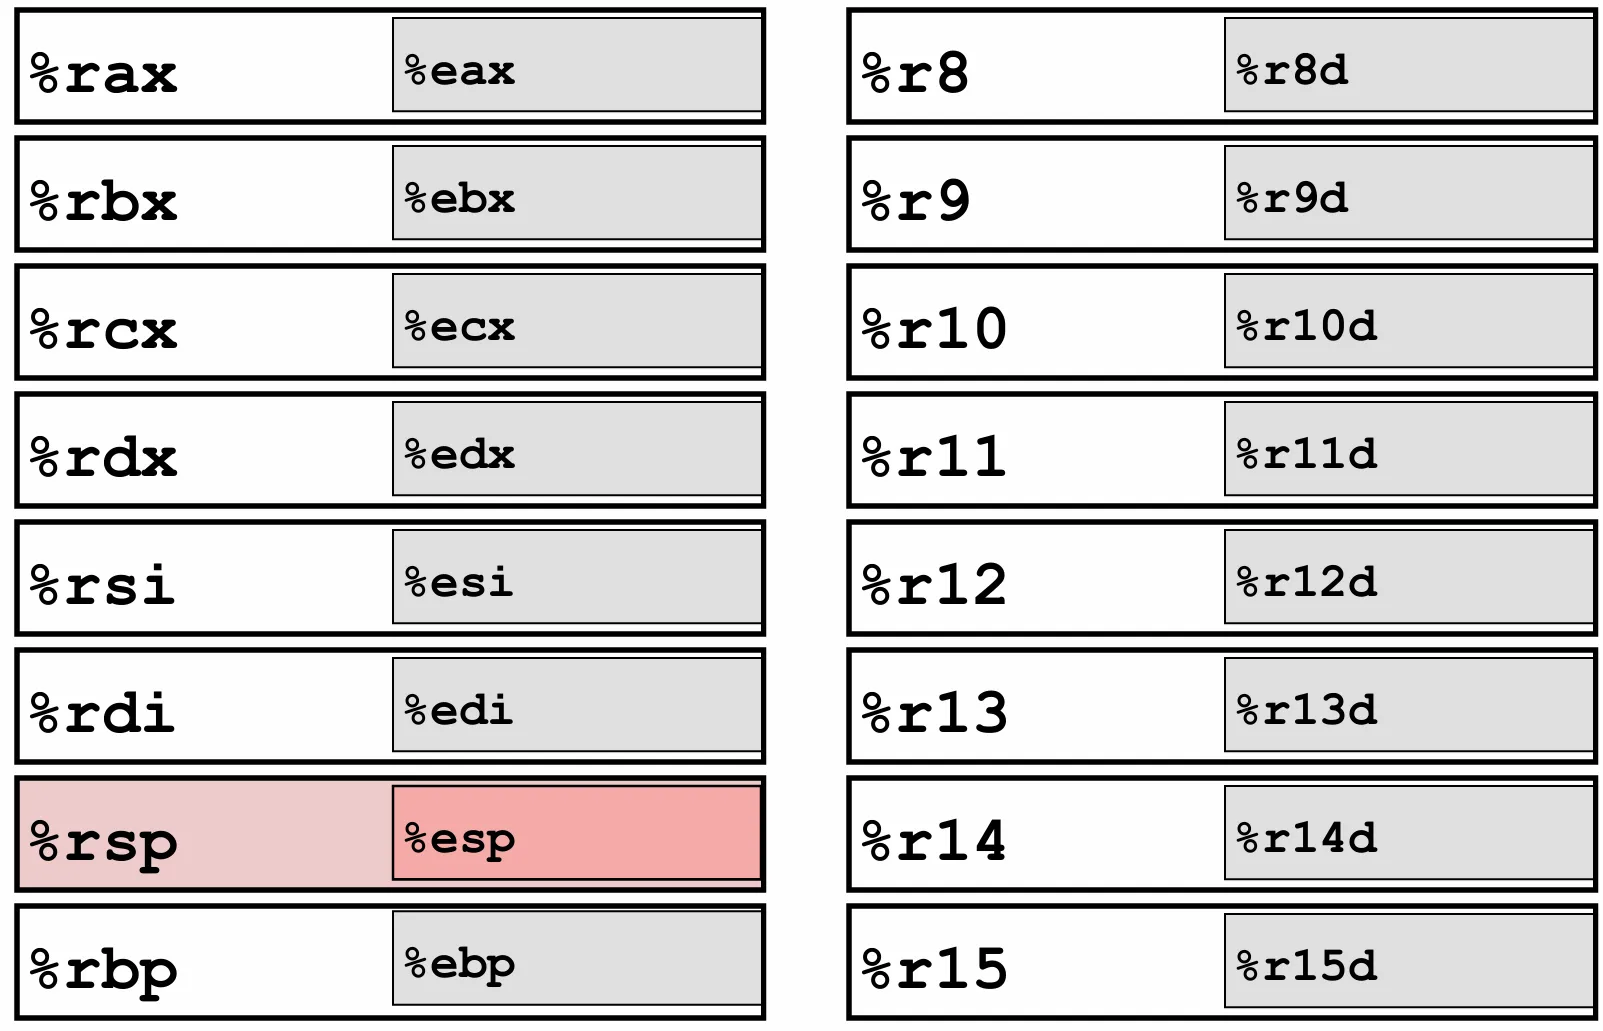 %rax %eax %r8 %r8d
%rbx %ebx %r9 %r9d
%rcx %ecx %r10 %r10d
%rdx %edx %r11 %r11d
%rsi %esi %r12 %r12d
%rdi %edi %r13 %r13d
%rsp %esp %r14 %r14d
%rbp %ebp %r15 %r15d